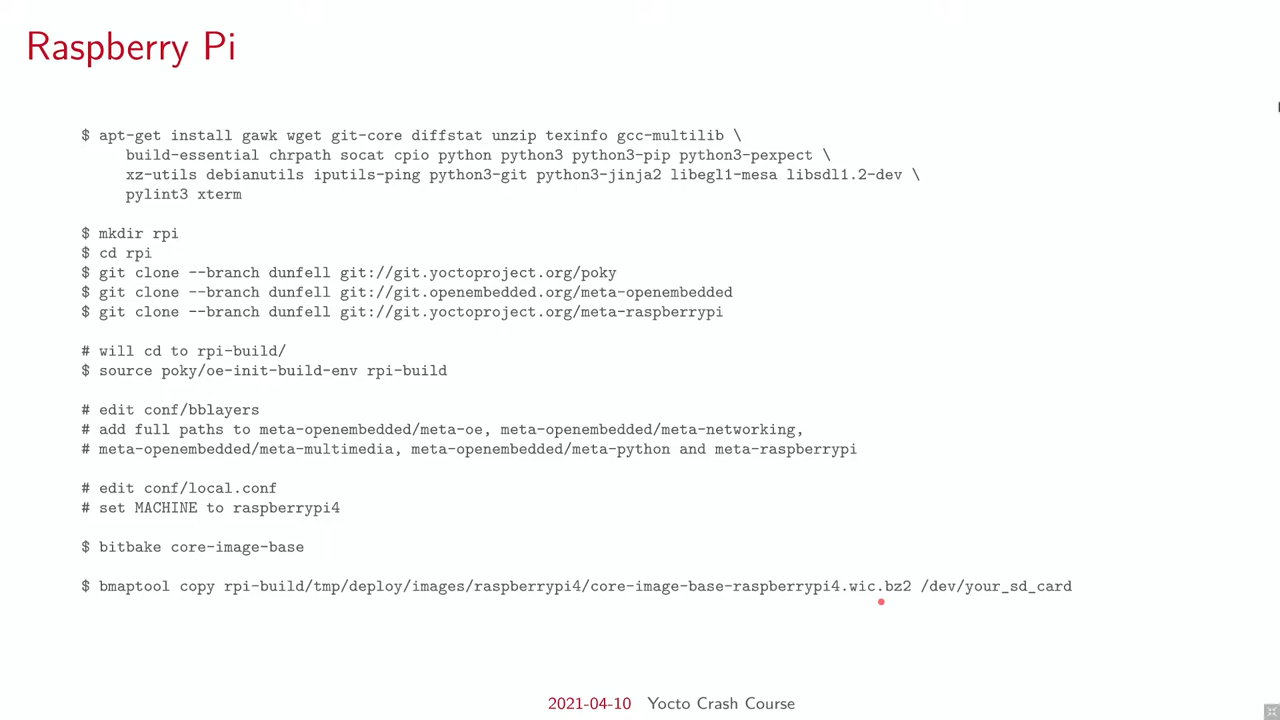 Raspberry Pi
$ apt-get install gawk wget git-core diffstat unzip texinfo gcc-multilib \
build-essential chrpath socat cpio python python3 python3-pip python3-pexpect \
xz-utils debianutils iputils-ping python3-git python3-jinja2 libegl1-mesa libsdl1.2-dev \
pylint3 xterm
$ mkdir rpi
$ cd rpi
$ git clone --branch dunfell git://git.yoctoproject.org/poky
$ git clone --branch dunfell git://git.openembedded.org/meta-openembedded
$ git clone --branch dunfell git://git.yoctoproject.org/meta-raspberrypi
# will cd to rpi-build/
$ source poky/oe-init-build-env rpi-build
# edit conf/bblayers
# add full paths to meta-openembedded/meta-oe, meta-openembedded/meta-networking,
# meta-openembedded/meta-multimedia, meta-openembedded/meta-python and meta-raspberrypi
# edit conf/local.conf
# set MACHINE to raspberrypi4
$ bitbake core-image-base
$ bmaptool copy rpi-build/tmp/deploy/images/raspberrypi4/core-image-base-raspberrypi4.wic.bz2 /dev/your_sd_card
2021-04-10 Yocto Crash Course